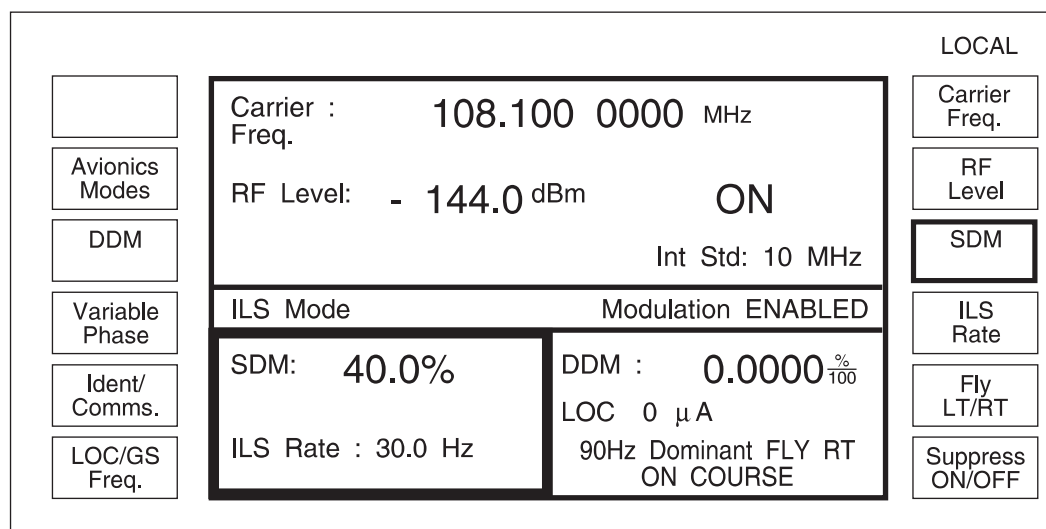 LOCAL
Avionics
Modes
DDM
Variable
Phase
Ident/
Comms.
LOC/GS
Freq.
Carrier : 108.100 0000 MHz
Freq.
RF Level: - 144.0 dBm ON
Int Std: 10 MHz
ILS Mode Modulation ENABLED
SDM: 40.0%
ILS Rate : 30.0 Hz
DDM : 0.0000 %/100
LOC 0 μA
90Hz Dominant FLY RT
ON COURSE
Carrier
Freq.
RF
Level
SDM
ILS
Rate
Fly
LT/RT
Suppress
ON/OFF